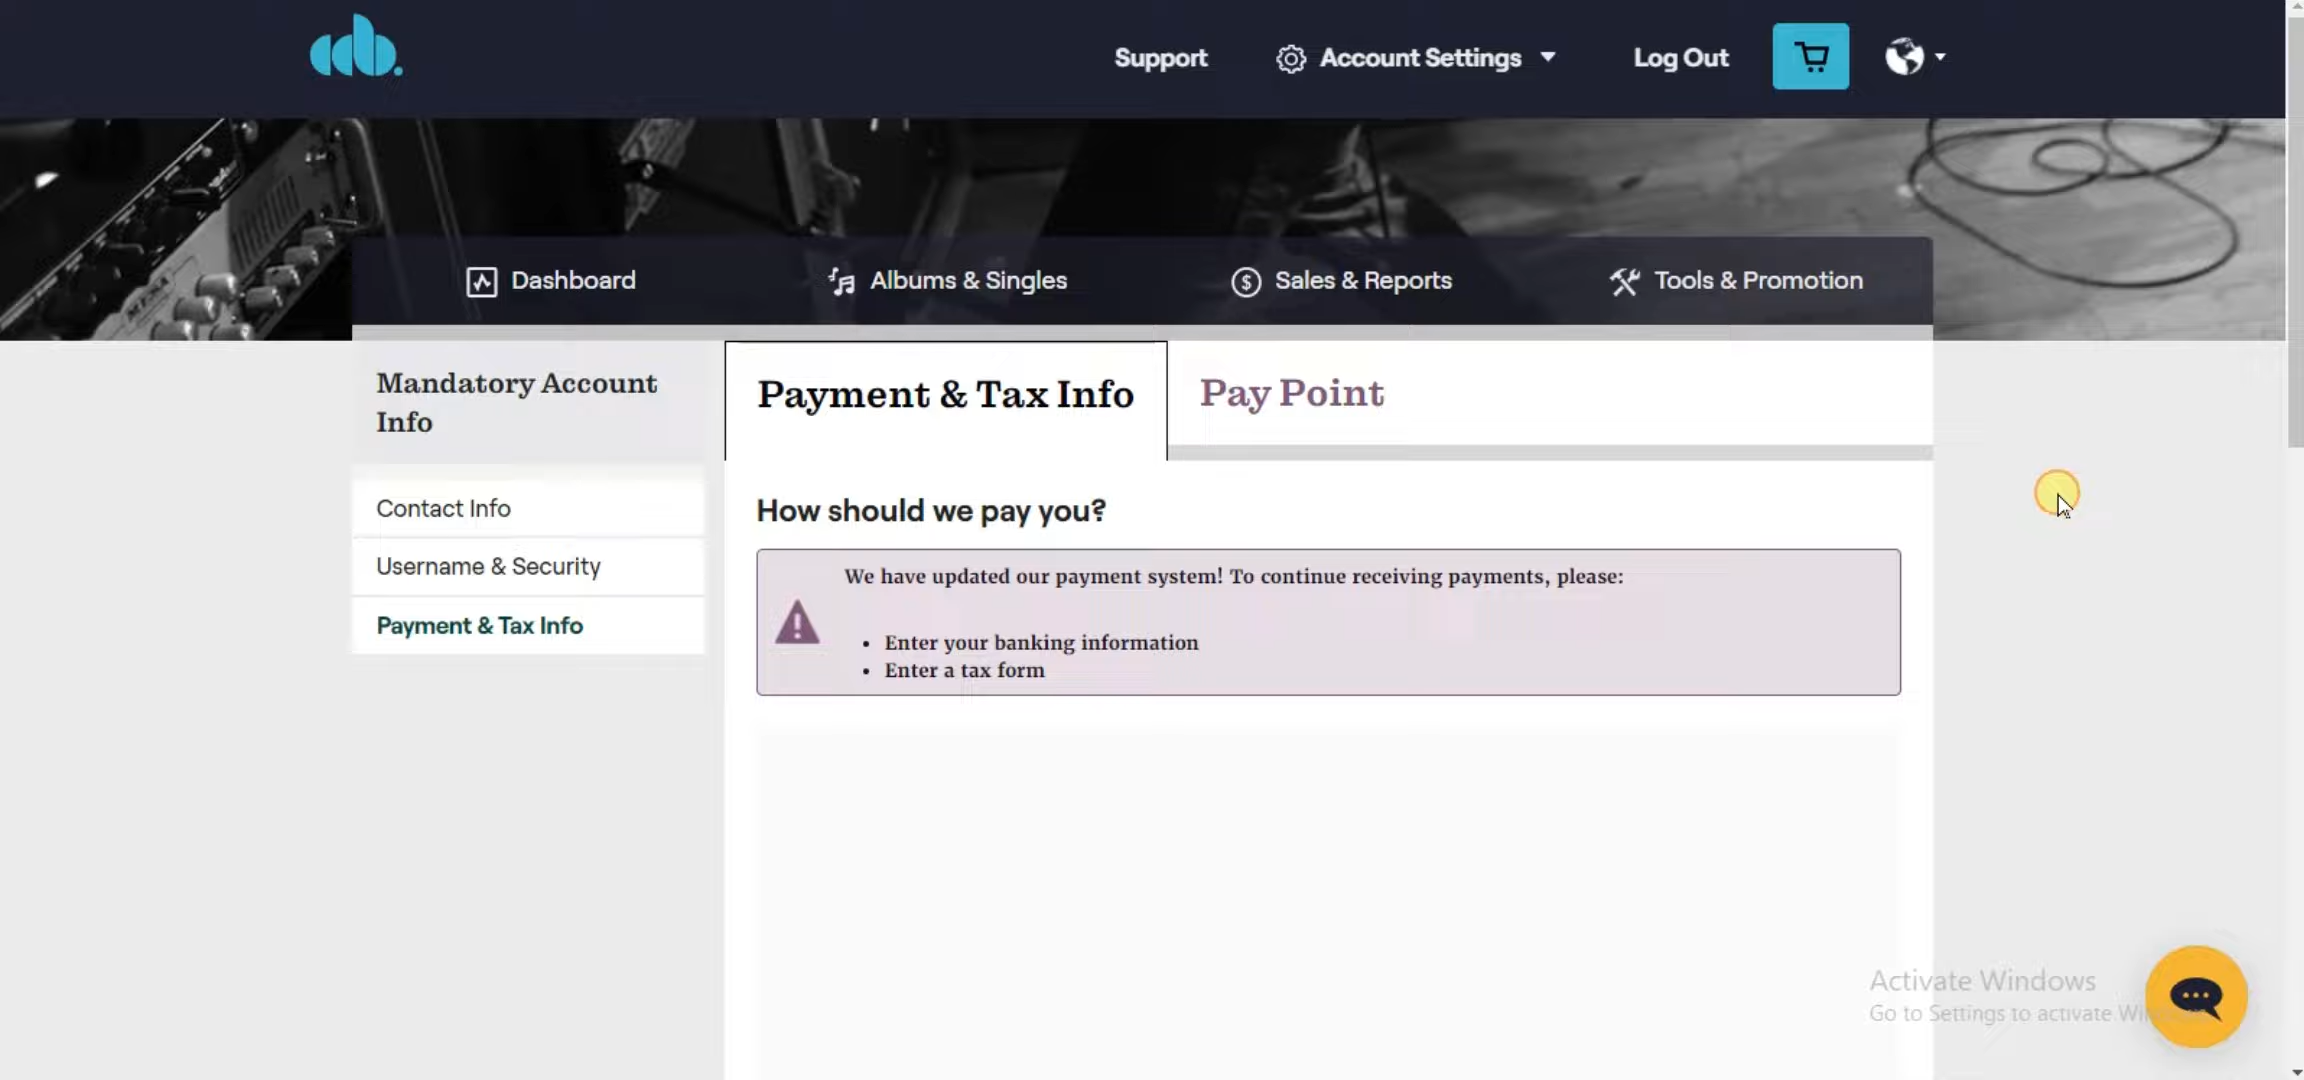 cdb.
Support
Account Settings
Log Out
Dashboard
Albums & Singles
Sales & Reports
Tools & Promotion
Mandatory Account
Info
Contact Info
Username & Security
Payment & Tax Info
Payment & Tax Info
Pay Point
How should we pay you?
We have updated our payment system! To continue receiving payments, please:
• Enter your banking information
• Enter a tax form
Activate Windows
Go to Settings to activate